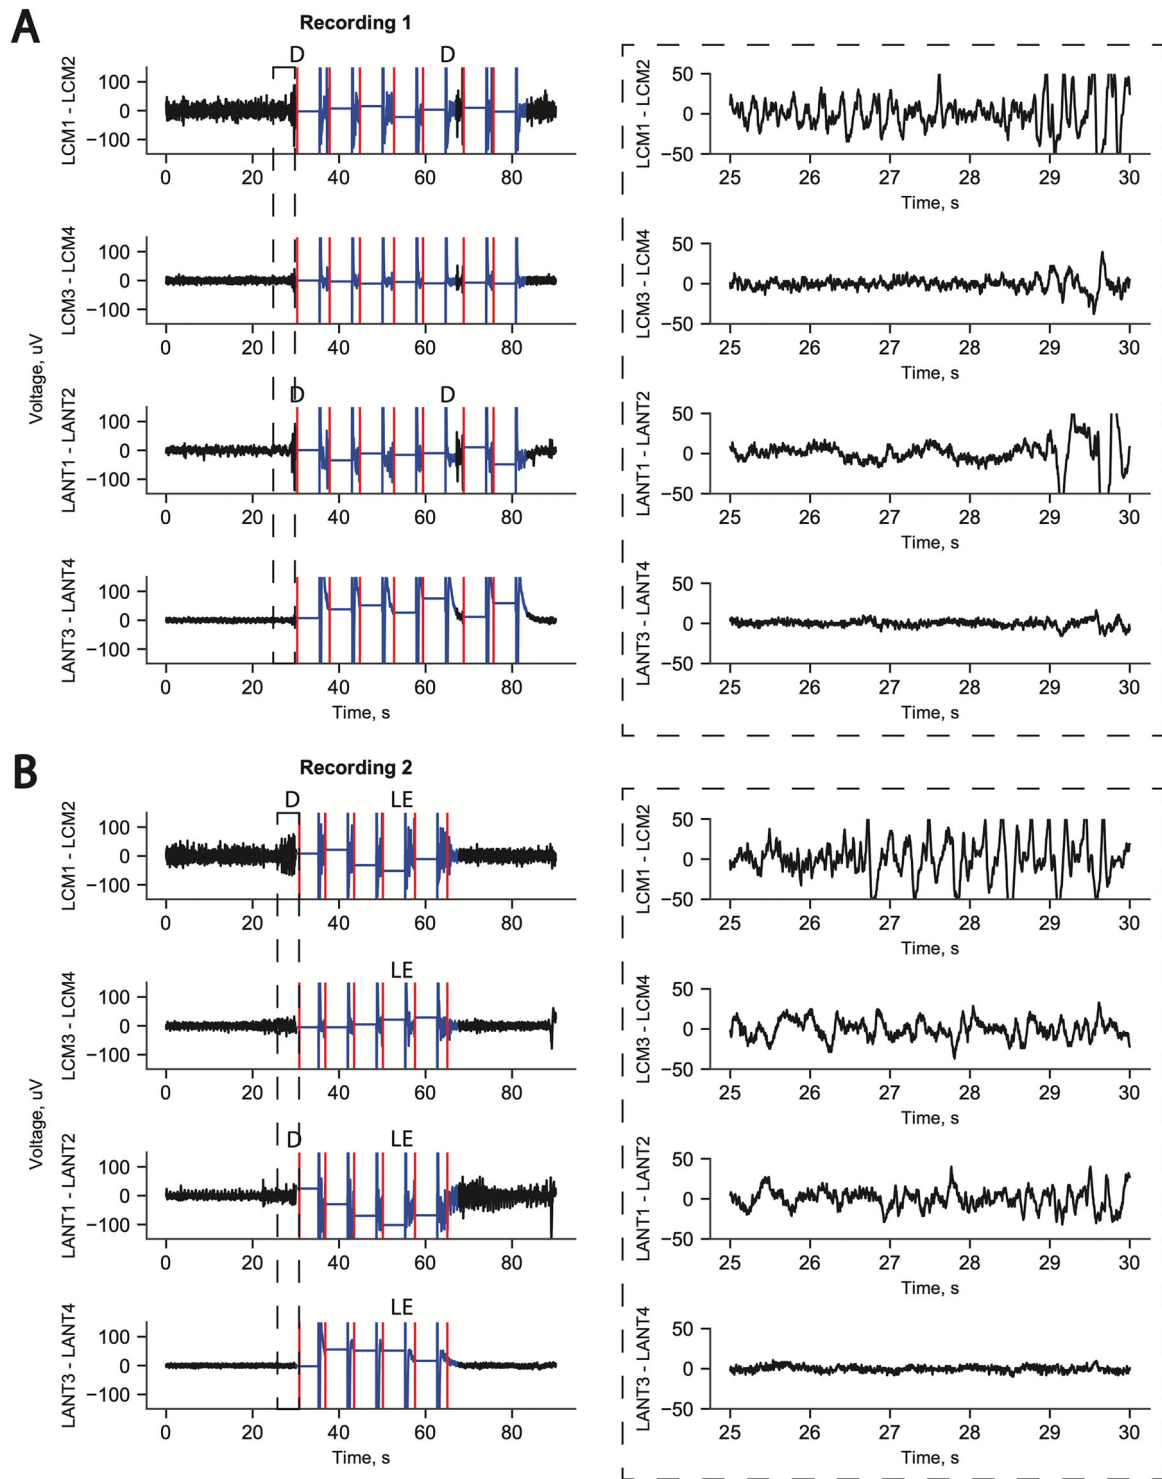 A
Recording 1
D D
LCM1 - LCM2
100
0
−100
0 20 40 60 80
LCM3 - LCM4
100
0
−100
0 20 40 60 80
Voltage, uV
D D
LANT1 - LANT2
100
0
−100
0 20 40 60 80
LANT3 - LANT4
100
0
−100
0 20 40 60 80
Time, s
LCM1 - LCM2
50
0
−50
25 26 27 28 29 30
Time, s
LCM3 - LCM4
50
0
−50
25 26 27 28 29 30
Time, s
LANT1 - LANT2
50
0
−50
25 26 27 28 29 30
Time, s
LANT3 - LANT4
50
0
−50
25 26 27 28 29 30
Time, s
B
Recording 2
D LE
LCM1 - LCM2
100
0
−100
0 20 40 60 80
LE
LCM3 - LCM4
100
0
−100
0 20 40 60 80
Voltage, uV
D LE
LANT1 - LANT2
100
0
−100
0 20 40 60 80
LE
LANT3 - LANT4
100
0
−100
0 20 40 60 80
Time, s
LCM1 - LCM2
50
0
−50
25 26 27 28 29 30
Time, s
LCM3 - LCM4
50
0
−50
25 26 27 28 29 30
Time, s
LANT1 - LANT2
50
0
−50
25 26 27 28 29 30
Time, s
LANT3 - LANT4
50
0
−50
25 26 27 28 29 30
Time, s